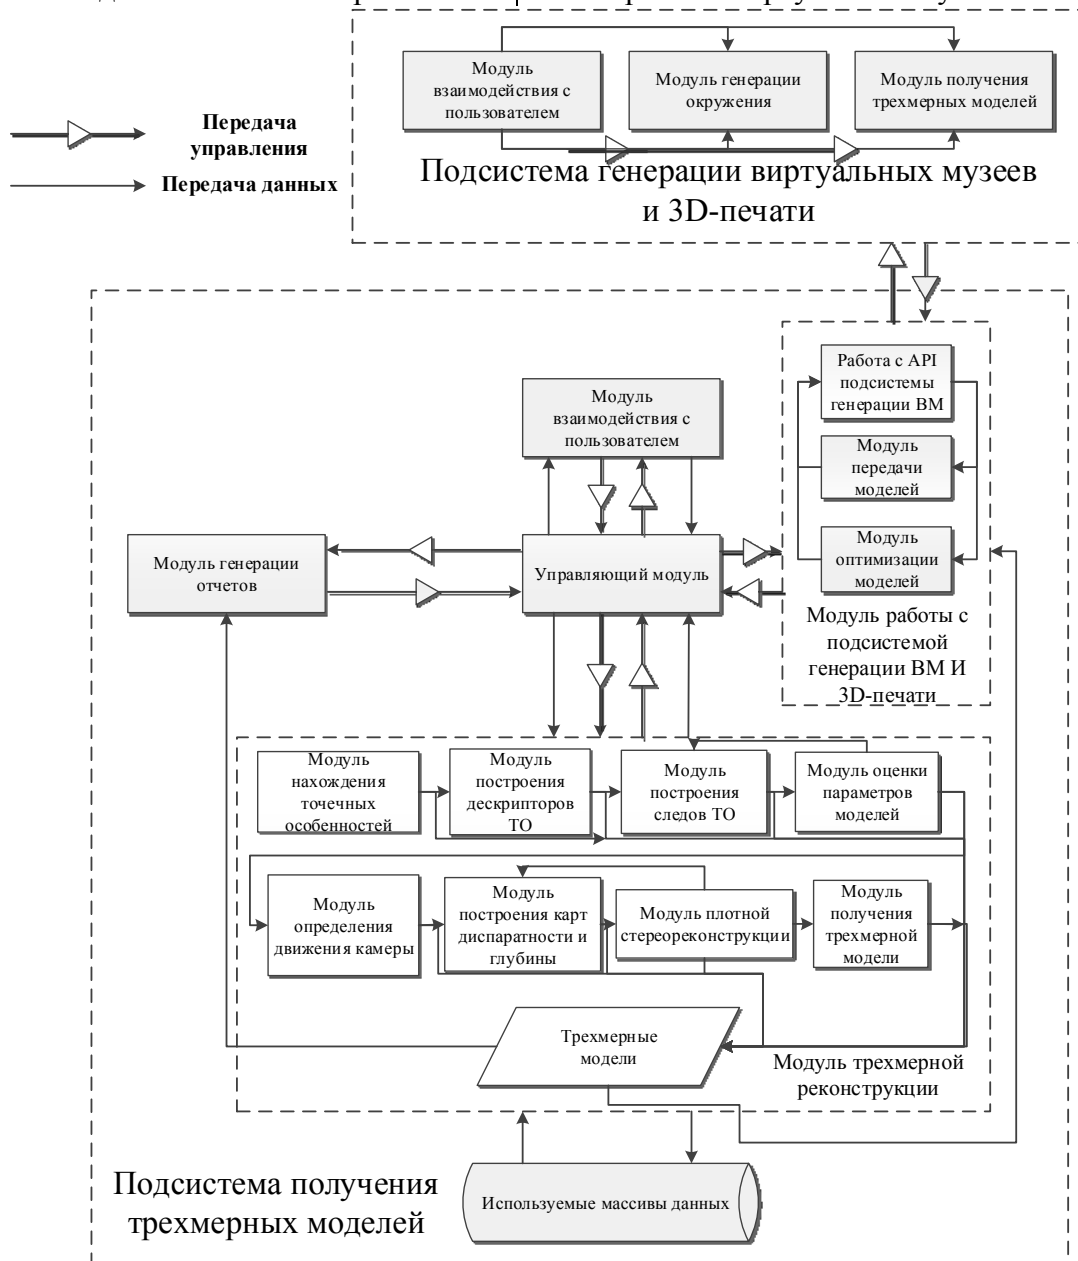 Модуль
взаимодействия с
пользователем
Модуль генерации
окружения
Модуль получения
трехмерных моделей
Передача
управления
Передача данных
Подсистема генерации виртуальных музеев
и 3D-печати
Работа с API
подсистемы
генерации ВМ
Модуль
взаимодействия с
пользователем
Модуль
передачи
моделей
Модуль генерации
отчетов
Управляющий модуль
Модуль
оптимизации
моделей
Модуль работы с
подсистемой
генерации ВМ И
3D-печати
Модуль
нахождения
точечных
особенностей
Модуль
построения
дескрипторов
ТО
Модуль
построения
следов ТО
Модуль оценки
параметров
моделей
Модуль
определения
движения камеры
Модуль
построения карт
диспаратности и
глубины
Модуль плотной
стереореконструкции
Модуль
получения
трехмерной
модели
Трехмерные
модели
Модуль трехмерной
реконструкции
Подсистема получения
трехмерных моделей
Используемые массивы данных